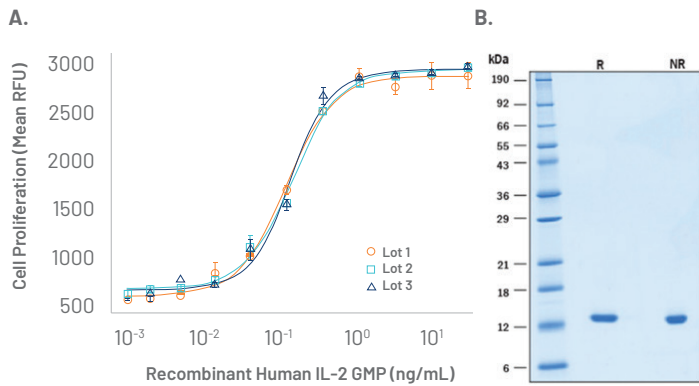 A.
Cell Proliferation (Mean RFU)
3000
2500
2000
1500
1000
500
Lot 1
Lot 2
Lot 3
10⁻³ 10⁻² 10⁻¹ 10⁰ 10¹
Recombinant Human IL-2 GMP (ng/mL)
B.
kDa R NR
190
92
66
55
43
36
29
21
18
12
6